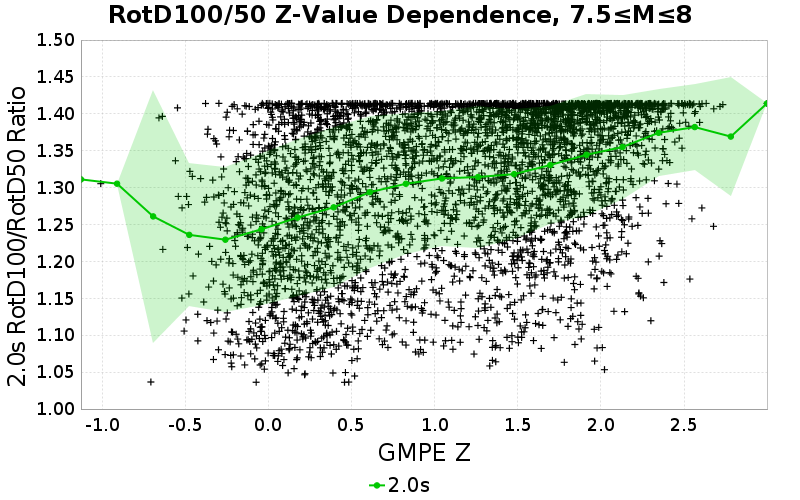 RotD100/50 Z-Value Dependence, 7.5≤M≤8
2.0s RotD100/RotD50 Ratio
1.50
1.45
1.40
1.35
1.30
1.25
1.20
1.15
1.10
1.05
1.00
-1.0 -0.5 0.0 0.5 1.0 1.5 2.0 2.5
GMPE Z
2.0s